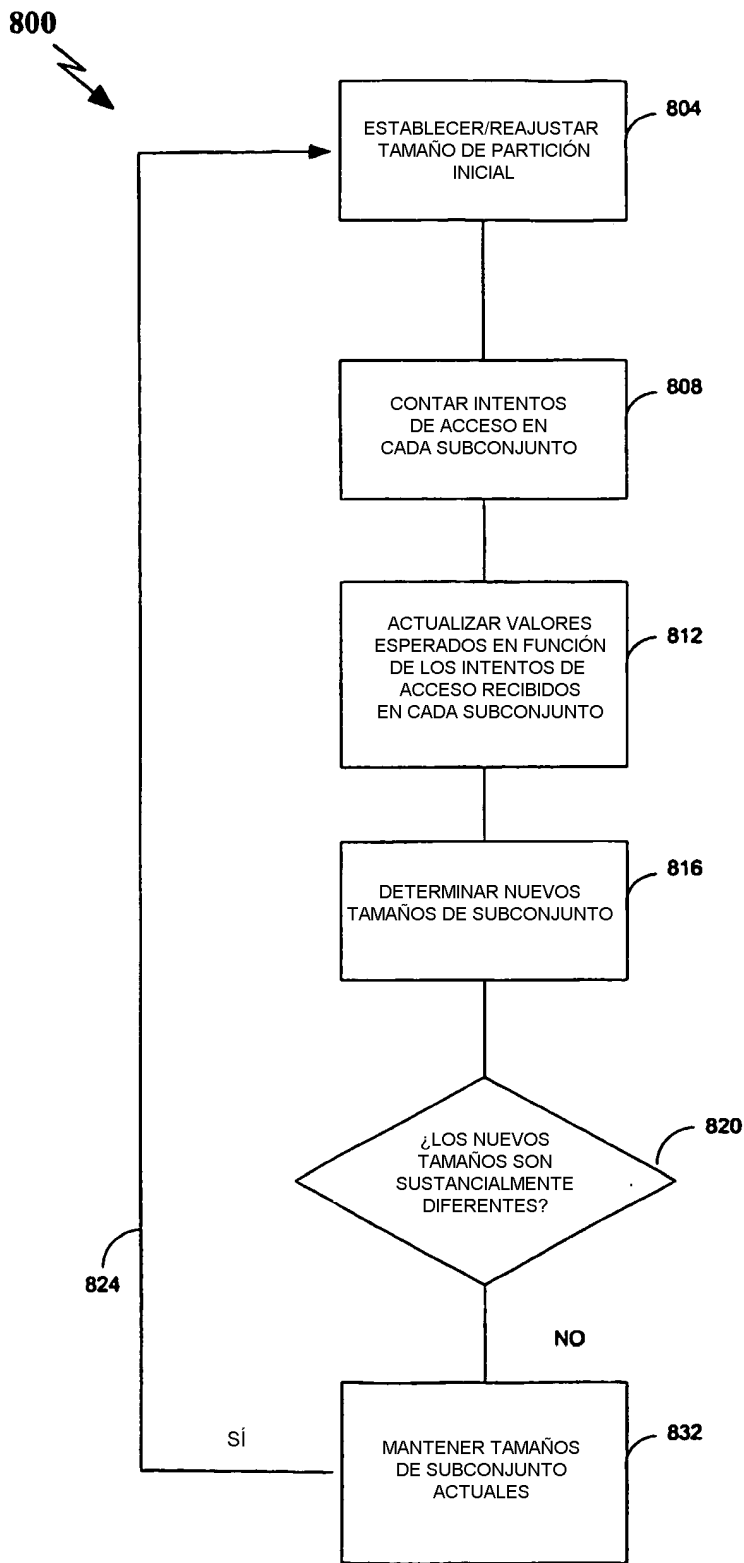 800
804
ESTABLECER/REAJUSTAR
TAMAÑO DE PARTICIÓN
INICIAL
808
CONTAR INTENTOS
DE ACCESO EN
CADA SUBCONJUNTO
812
ACTUALIZAR VALORES
ESPERADOS EN FUNCIÓN
DE LOS INTENTOS DE
ACCESO RECIBIDOS
EN CADA SUBCONJUNTO
816
DETERMINAR NUEVOS
TAMAÑOS DE SUBCONJUNTO
820
¿LOS NUEVOS
TAMAÑOS SON
SUSTANCIALMENTE
DIFERENTES?
824
NO
SÍ
832
MANTENER TAMAÑOS
DE SUBCONJUNTO
ACTUALES